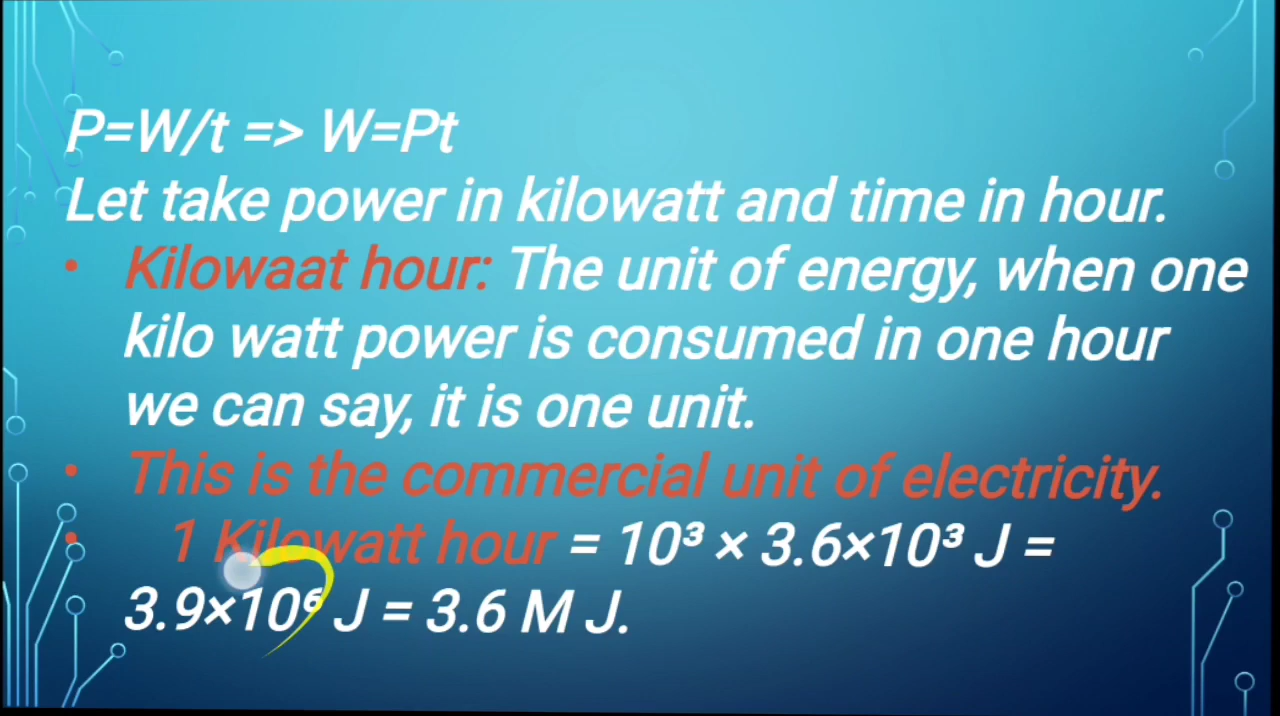 P=W/t => W=Pt
Let take power in kilowatt and time in hour.
• Kilowaat hour: The unit of energy, when one
kilo watt power is consumed in one hour
we can say, it is one unit.
• This is the commercial unit of electricity.
• 1 Kilowatt hour = 10³ × 3.6×10³ J =
3.9×10⁶ J = 3.6 M J.